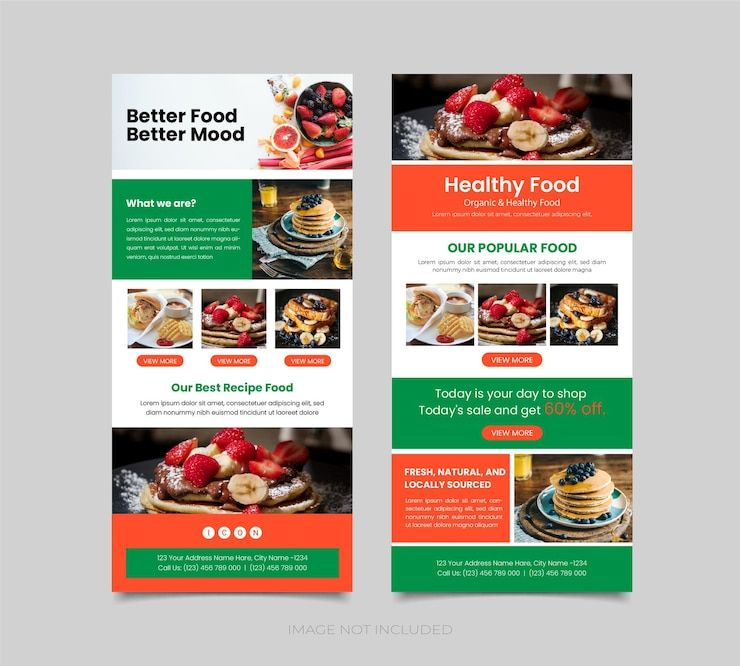 Better Food
Better Mood
What we are?
Lorem ipsum dolor sit amet, consectetuer
adipiscing elit, sed diam nonummy nibh
euismod tincidunt ut laoreet dolore magna
aliquam erat volutpat. Ut wisi enim ad
minim veniam, quis nostrud exerci tation
VIEW MORE
VIEW MORE
VIEW MORE
Our Best Recipe Food
Lorem ipsum dolor sit amet, consectetuer adipiscing elit,
sed diam nonummy nibh euismod tincidunt laoreet dolore
I C O N
123 Your Address Name Hare, City Name -1234
Call Us: (123) 456 789 000 | (123) 456 789 000
Healthy Food
Organic & Healthy Food
Lorem ipsum dolor sit amet, consectetuer adipiscing elit,
OUR POPULAR FOOD
Lorem ipsum dolor sit amet, consectetuer adipiscing elit, sed diam
nonummy nibh euismod tincidunt ut laoreet dolore magna
VIEW MORE
Today is your day to shop
Today's sale and get 60% off.
VIEW MORE
FRESH, NATURAL, AND
LOCALLY SOURCED
Lorem ipsum dolor sit amet,
consectetuer adipiscing elit, sed
diam nonummy nibh euismod
tincidunt magna aliquam
123 Your Address Name Hare, City Name -1234
Call Us: (123) 456 789 000 | (123) 456 789 000
IMAGE NOT INCLUDED